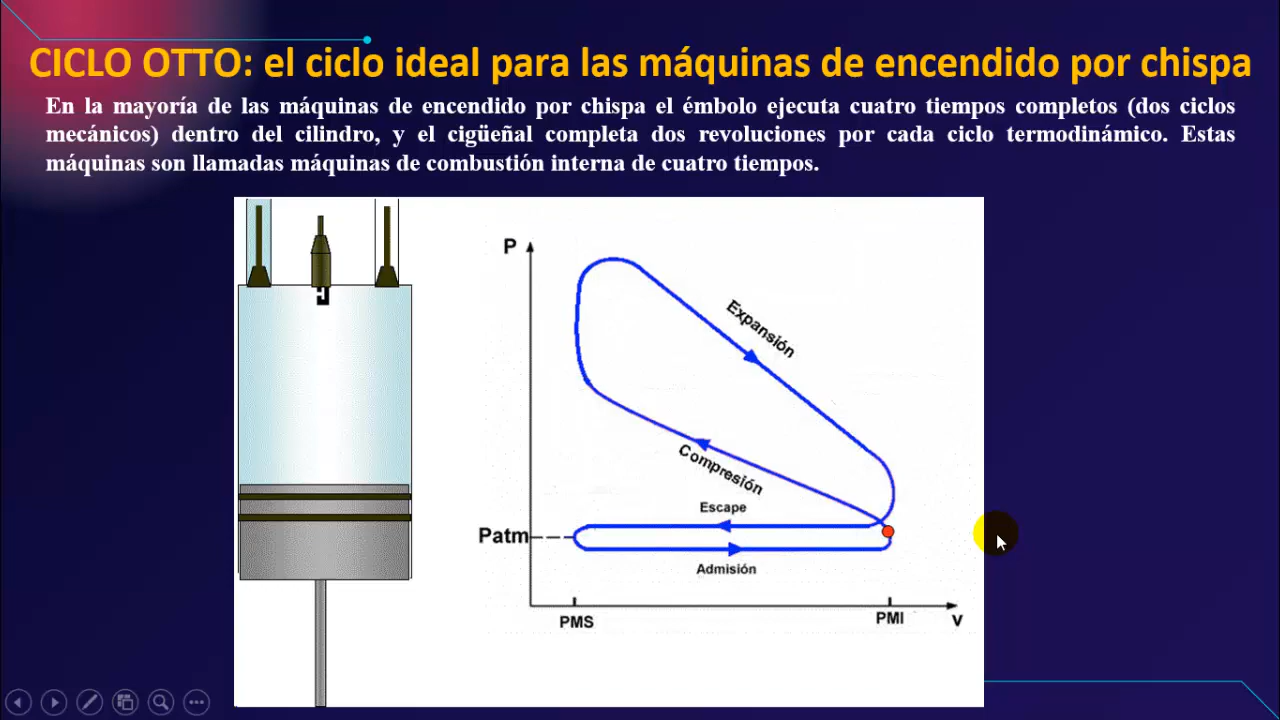 CICLO OTTO: el ciclo ideal para las máquinas de encendido por chispa
En la mayoría de las máquinas de encendido por chispa el émbolo ejecuta cuatro tiempos completos (dos ciclos
mecánicos) dentro del cilindro, y el cigüeñal completa dos revoluciones por cada ciclo termodinámico. Estas
máquinas son llamadas máquinas de combustión interna de cuatro tiempos.
P
Expansión
Compresión
Escape
Patm
Admisión
PMS
PMI
v